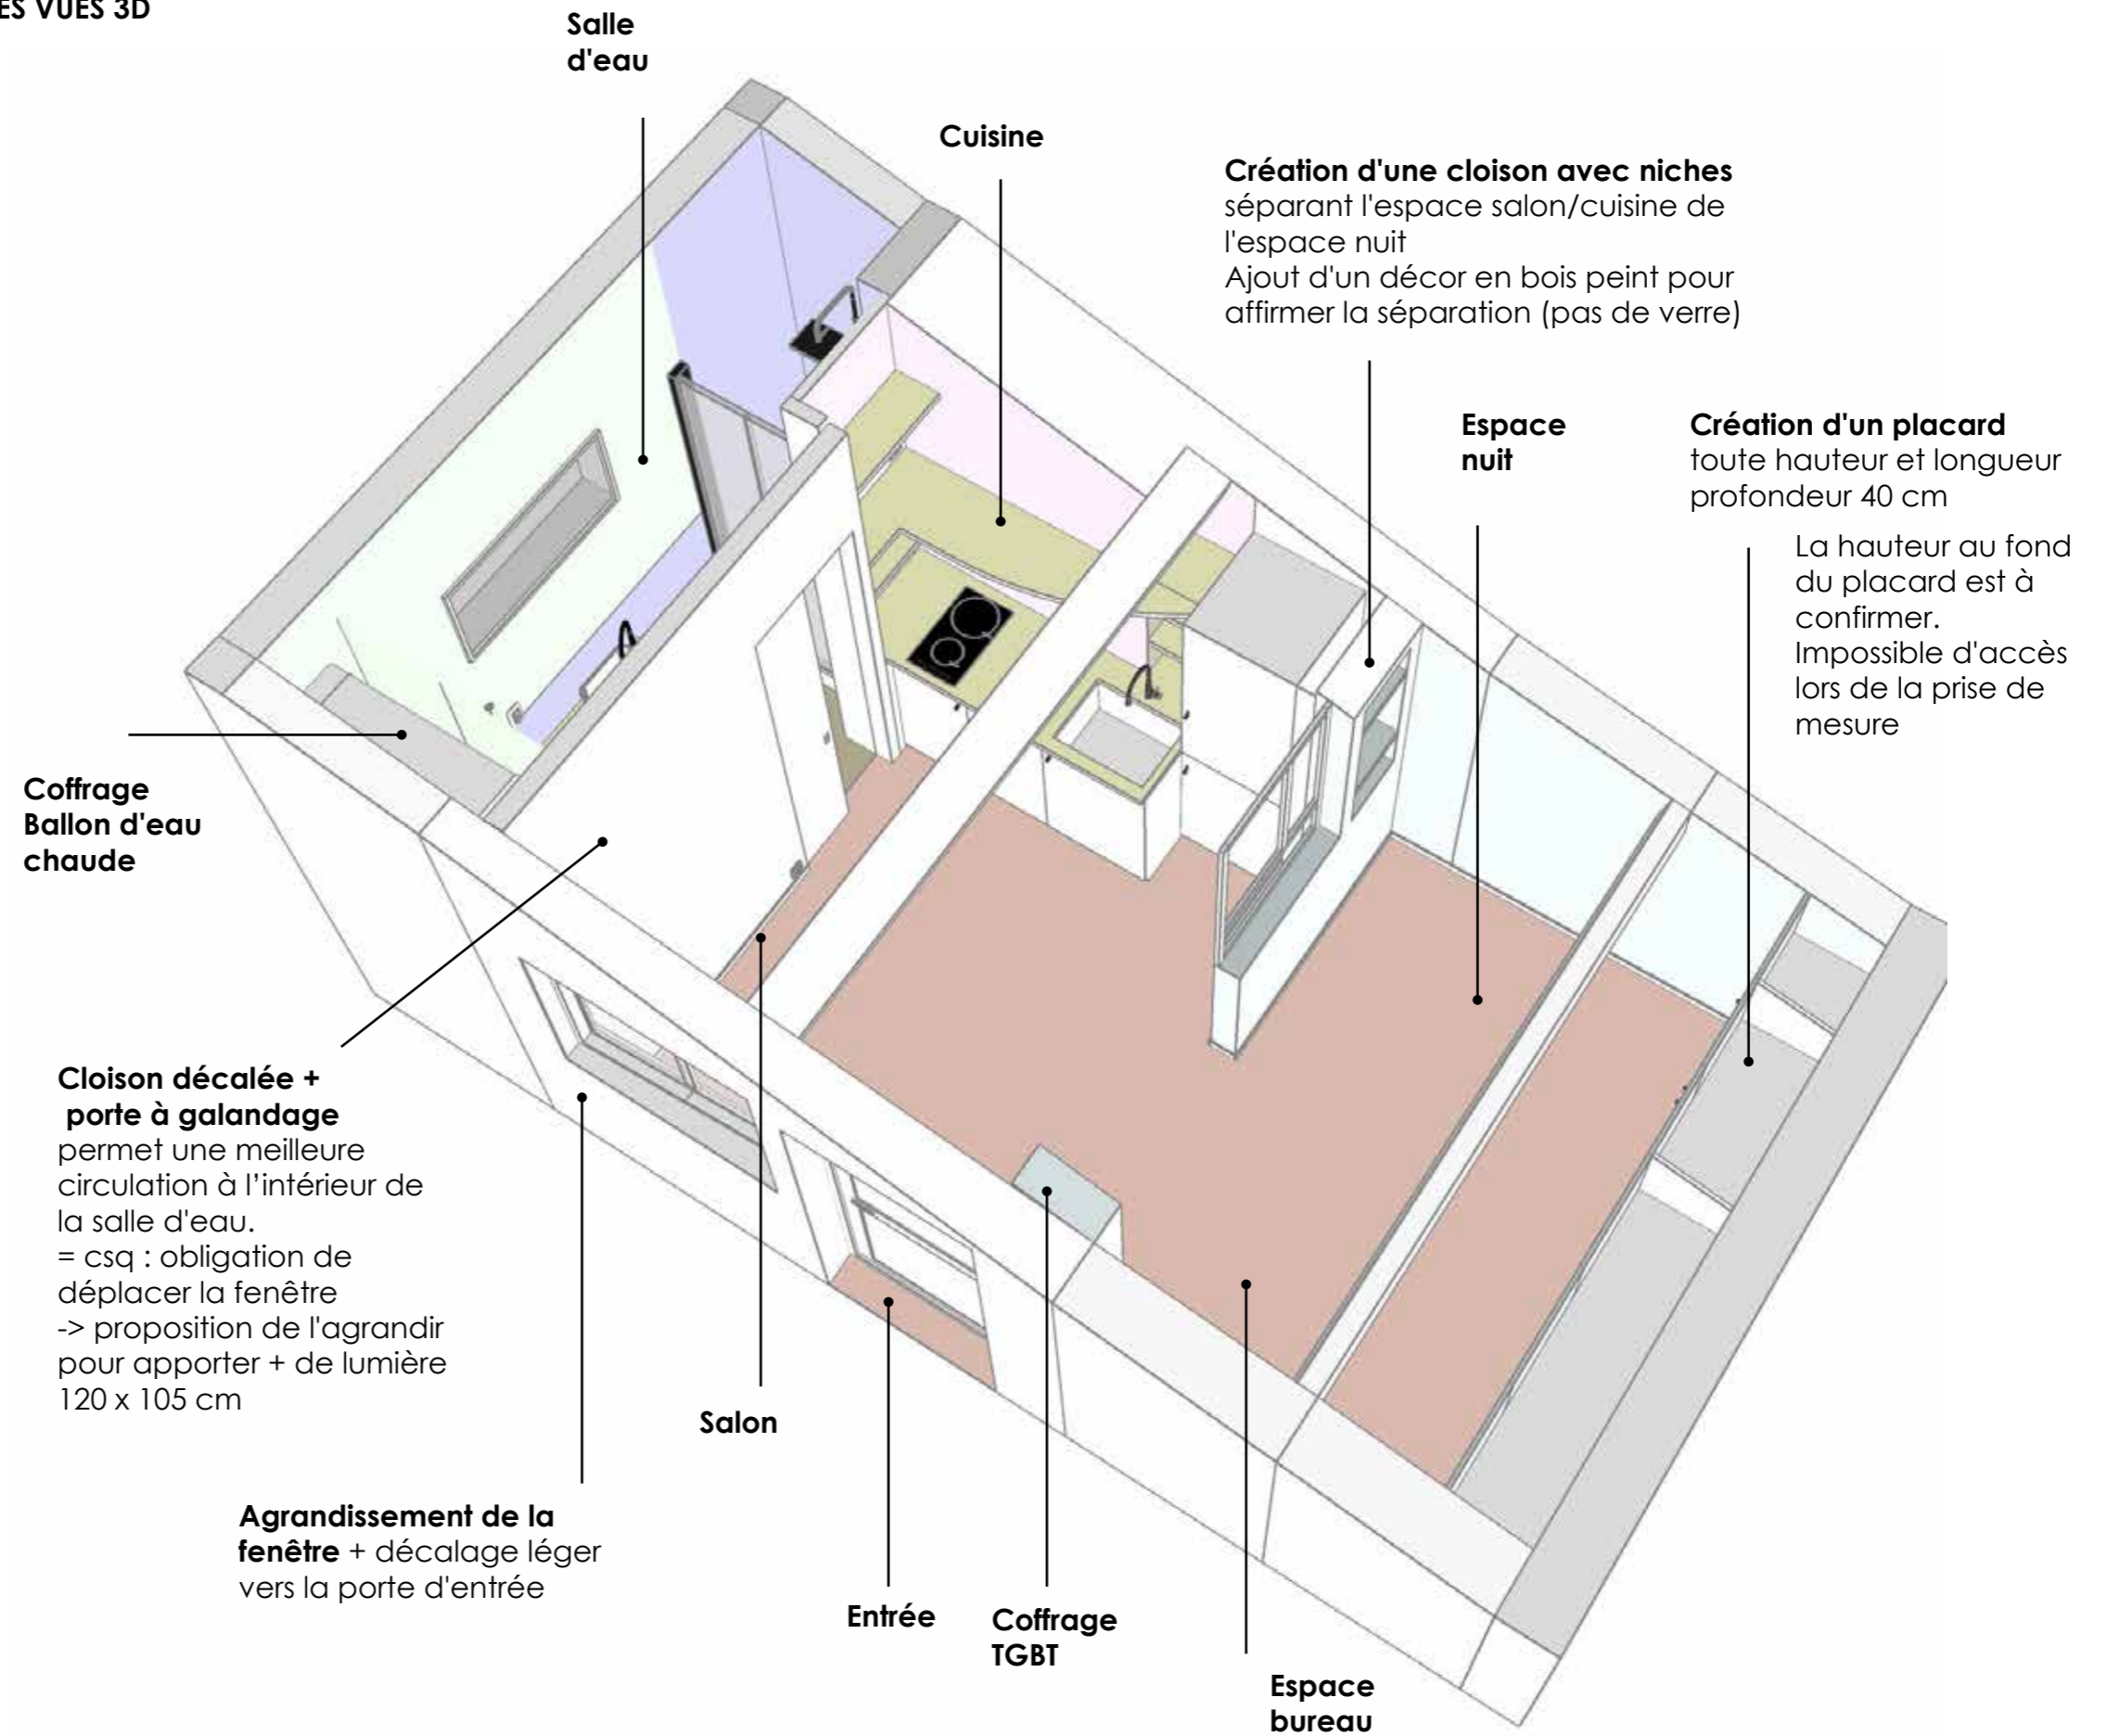 ES VUES 3D
Salle
d'eau
Cuisine
Création d'une cloison avec niches
séparant l'espace salon/cuisine de
l'espace nuit
Ajout d'un décor en bois peint pour
affirmer la séparation (pas de verre)
Espace
nuit
Création d'un placard
toute hauteur et longueur
profondeur 40 cm
La hauteur au fond
du placard est à
confirmer.
Impossible d'accès
lors de la prise de
mesure
Coffrage
Ballon d'eau
chaude
Cloison décalée +
porte à galandage
permet une meilleure
circulation à l’intérieur de
la salle d'eau.
= csq : obligation de
déplacer la fenêtre
-> proposition de l'agrandir
pour apporter + de lumière
120 x 105 cm
Salon
Agrandissement de la
fenêtre + décalage léger
vers la porte d'entrée
Entrée
Coffrage
TGBT
Espace
bureau